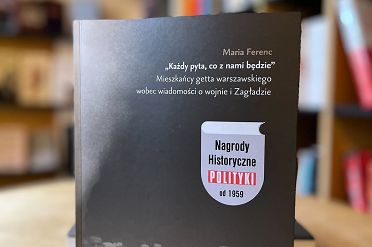 Maria Ferenc
„Każdy pyta, co z nami będzie”
Mieszkańcy getta warszawskiego
wobec wiadomości o wojnie i Zagładzie
Nagrody
Historyczne
POLITYKI
od 1959